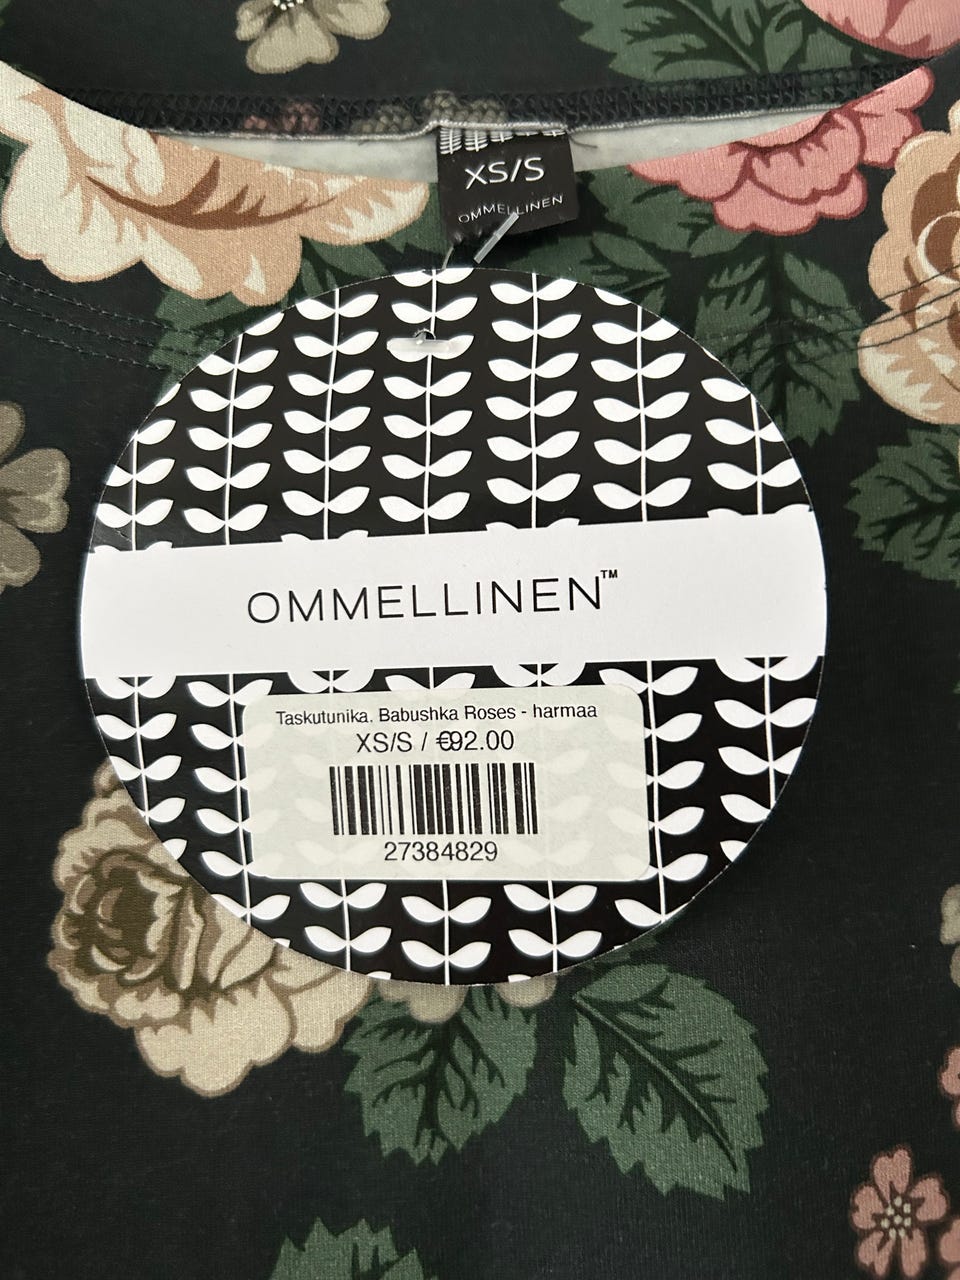 XS/S
OMMELLINEN
OMMELLINEN™
Taskutunika. Babushka Roses - harmaa
XS/S / €92.00
27384829